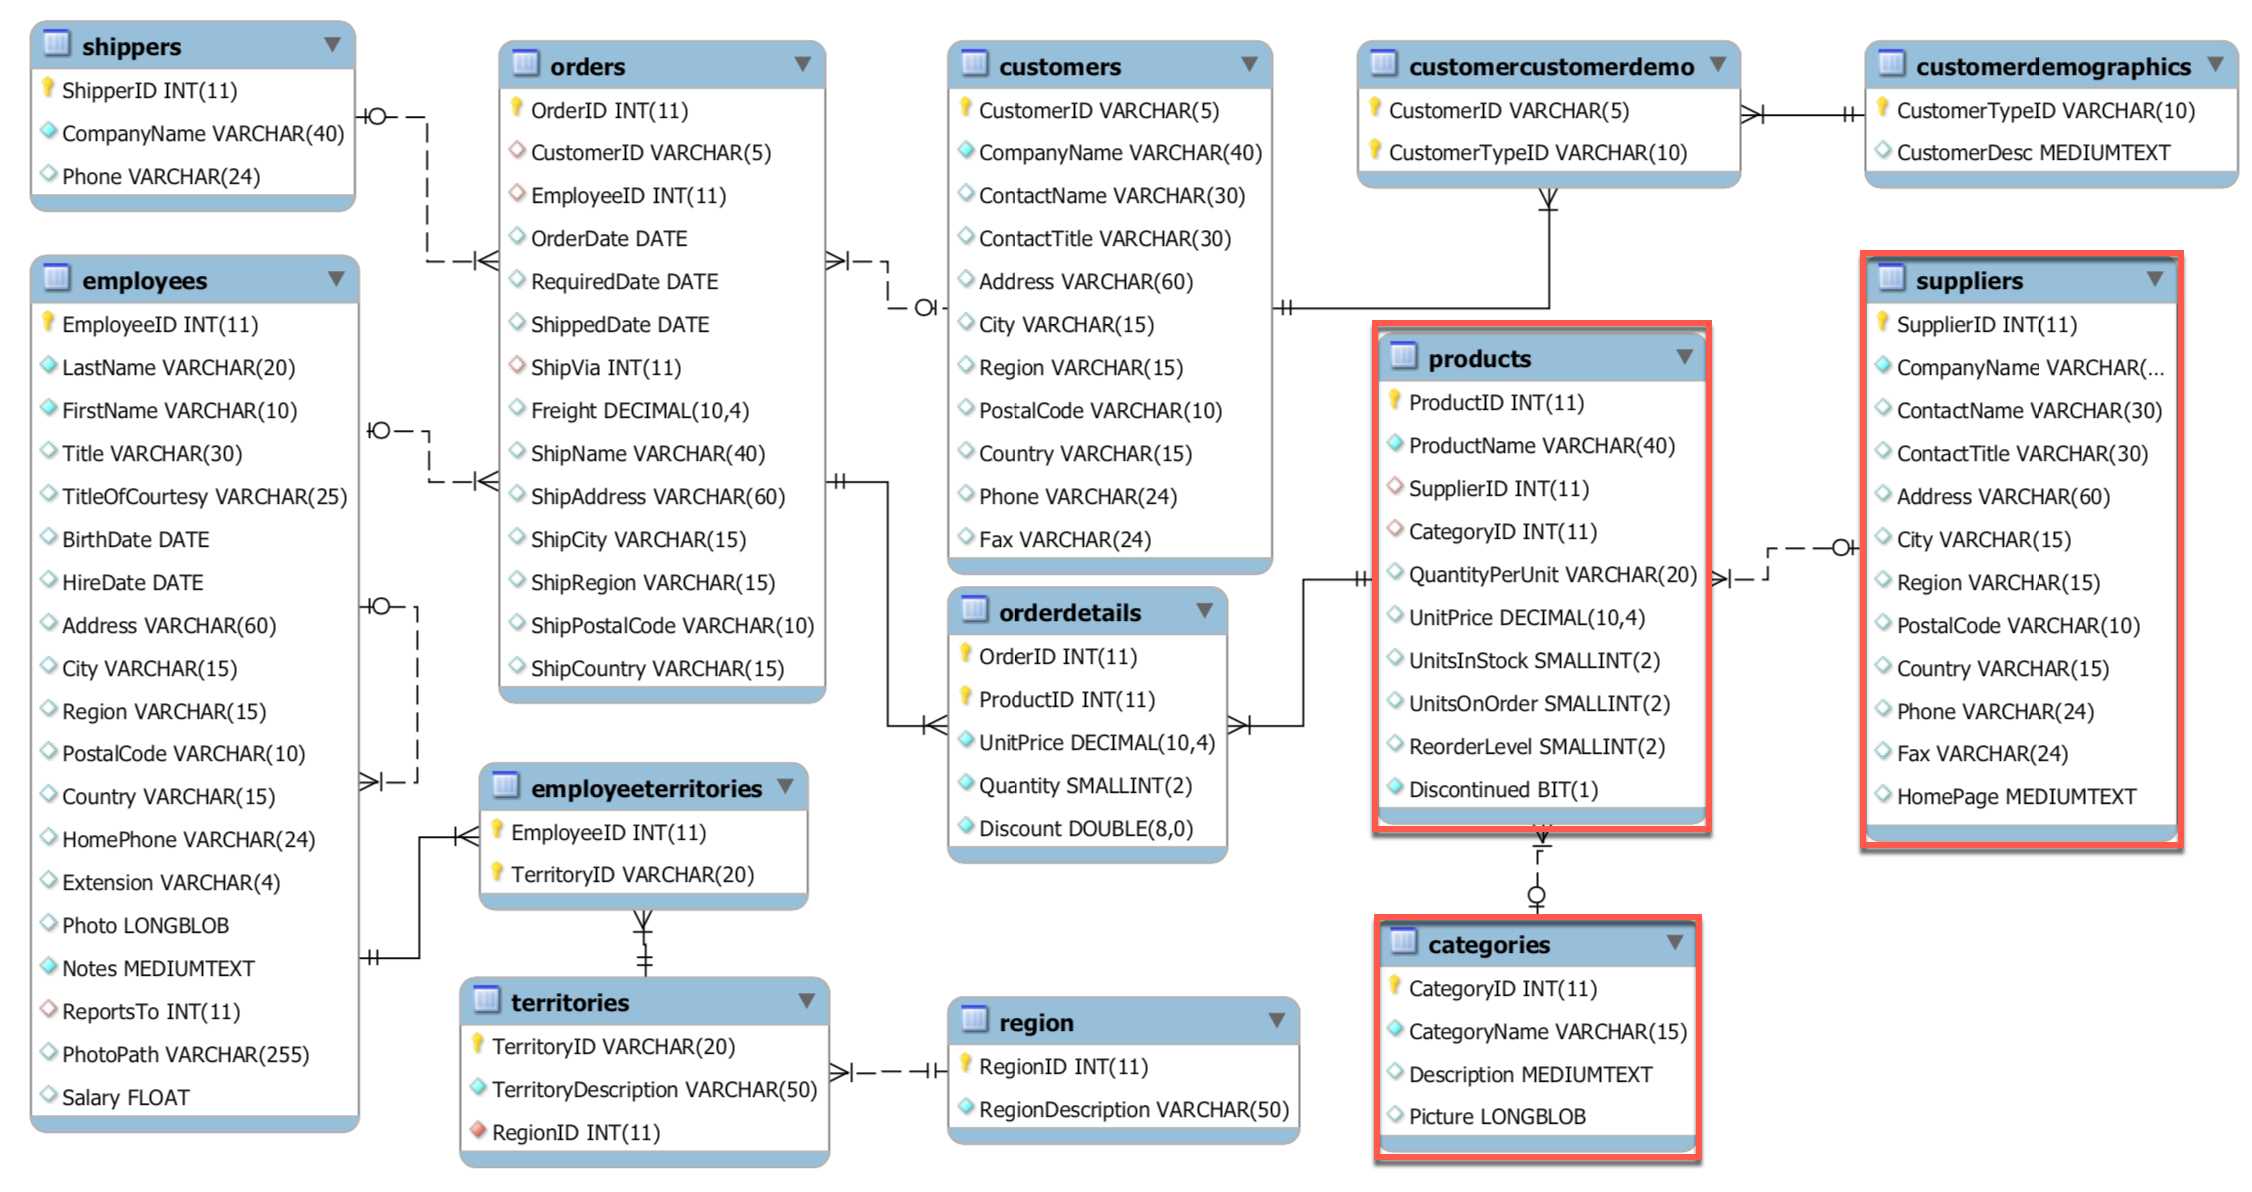 shippers
ShipperID INT(11)
CompanyName VARCHAR(40)
Phone VARCHAR(24)
employees
EmployeeID INT(11)
LastName VARCHAR(20)
FirstName VARCHAR(10)
Title VARCHAR(30)
TitleOfCourtesy VARCHAR(25)
BirthDate DATE
HireDate DATE
Address VARCHAR(60)
City VARCHAR(15)
Region VARCHAR(15)
PostalCode VARCHAR(10)
Country VARCHAR(15)
HomePhone VARCHAR(24)
Extension VARCHAR(4)
Photo LONGBLOB
Notes MEDIUMTEXT
ReportsTo INT(11)
PhotoPath VARCHAR(255)
Salary FLOAT
orders
OrderID INT(11)
CustomerID VARCHAR(5)
EmployeeID INT(11)
OrderDate DATE
RequiredDate DATE
ShippedDate DATE
ShipVia INT(11)
Freight DECIMAL(10,4)
ShipName VARCHAR(40)
ShipAddress VARCHAR(60)
ShipCity VARCHAR(15)
ShipRegion VARCHAR(15)
ShipPostalCode VARCHAR(10)
ShipCountry VARCHAR(15)
employeeterritories
EmployeeID INT(11)
TerritoryID VARCHAR(20)
territories
TerritoryID VARCHAR(20)
TerritoryDescription VARCHAR(50)
RegionID INT(11)
customers
CustomerID VARCHAR(5)
CompanyName VARCHAR(40)
ContactName VARCHAR(30)
ContactTitle VARCHAR(30)
Address VARCHAR(60)
City VARCHAR(15)
Region VARCHAR(15)
PostalCode VARCHAR(10)
Country VARCHAR(15)
Phone VARCHAR(24)
Fax VARCHAR(24)
orderdetails
OrderID INT(11)
ProductID INT(11)
UnitPrice DECIMAL(10,4)
Quantity SMALLINT(2)
Discount DOUBLE(8,0)
region
RegionID INT(11)
RegionDescription VARCHAR(50)
customercustomerdemo
CustomerID VARCHAR(5)
CustomerTypeID VARCHAR(10)
products
ProductID INT(11)
ProductName VARCHAR(40)
SupplierID INT(11)
CategoryID INT(11)
QuantityPerUnit VARCHAR(20)
UnitPrice DECIMAL(10,4)
UnitsInStock SMALLINT(2)
UnitsOnOrder SMALLINT(2)
ReorderLevel SMALLINT(2)
Discontinued BIT(1)
categories
CategoryID INT(11)
CategoryName VARCHAR(15)
Description MEDIUMTEXT
Picture LONGBLOB
customerdemographics
CustomerTypeID VARCHAR(10)
CustomerDesc MEDIUMTEXT
suppliers
SupplierID INT(11)
CompanyName VARCHAR(...
ContactName VARCHAR(30)
ContactTitle VARCHAR(30)
Address VARCHAR(60)
City VARCHAR(15)
Region VARCHAR(15)
PostalCode VARCHAR(10)
Country VARCHAR(15)
Phone VARCHAR(24)
Fax VARCHAR(24)
HomePage MEDIUMTEXT